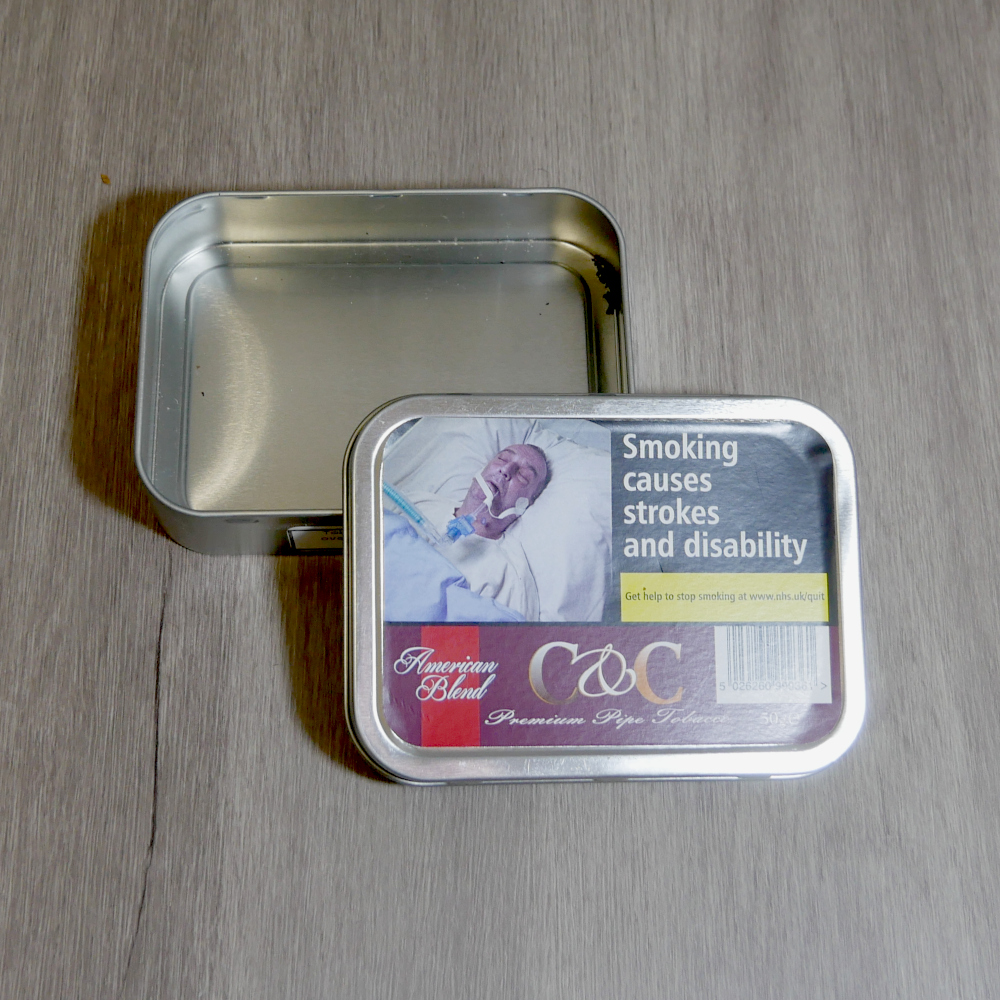 Smoking
causes
strokes
and disability
Get help to stop smoking at www.nhs.uk/quit
American
Blend
C&C
Premium Pipe Tobacco
50g